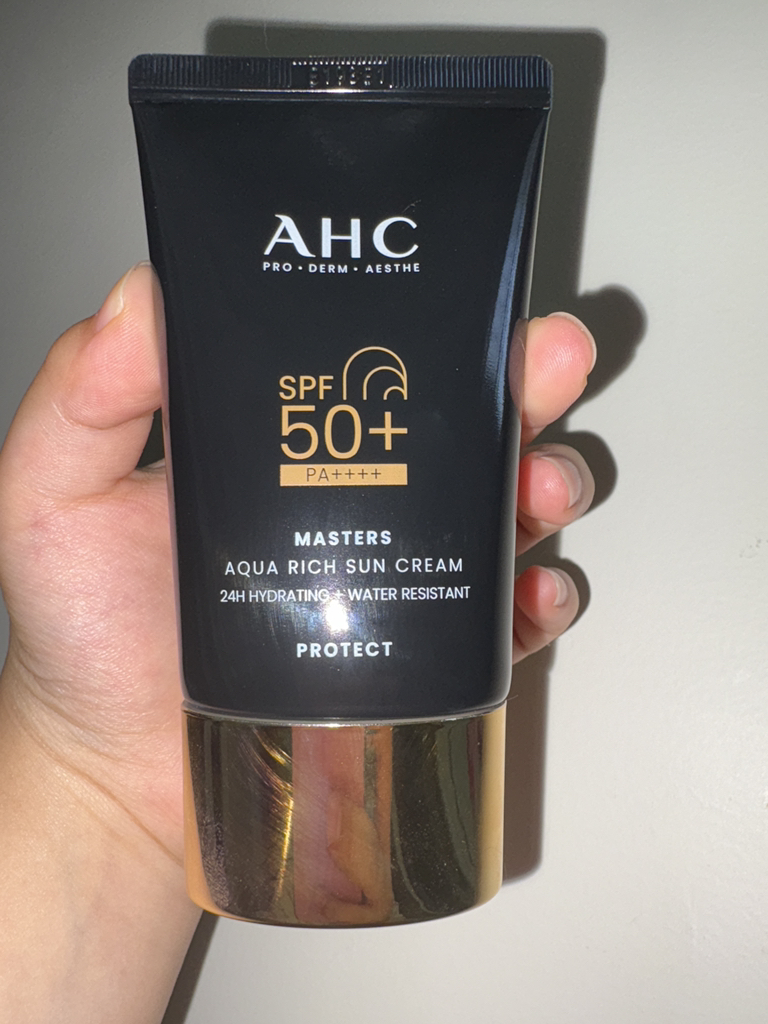 AHC
PRO • DERM • AESTHE
SPF
50+
PA++++
MASTERS
AQUA RICH SUN CREAM
24H HYDRATING + WATER RESISTANT
PROTECT